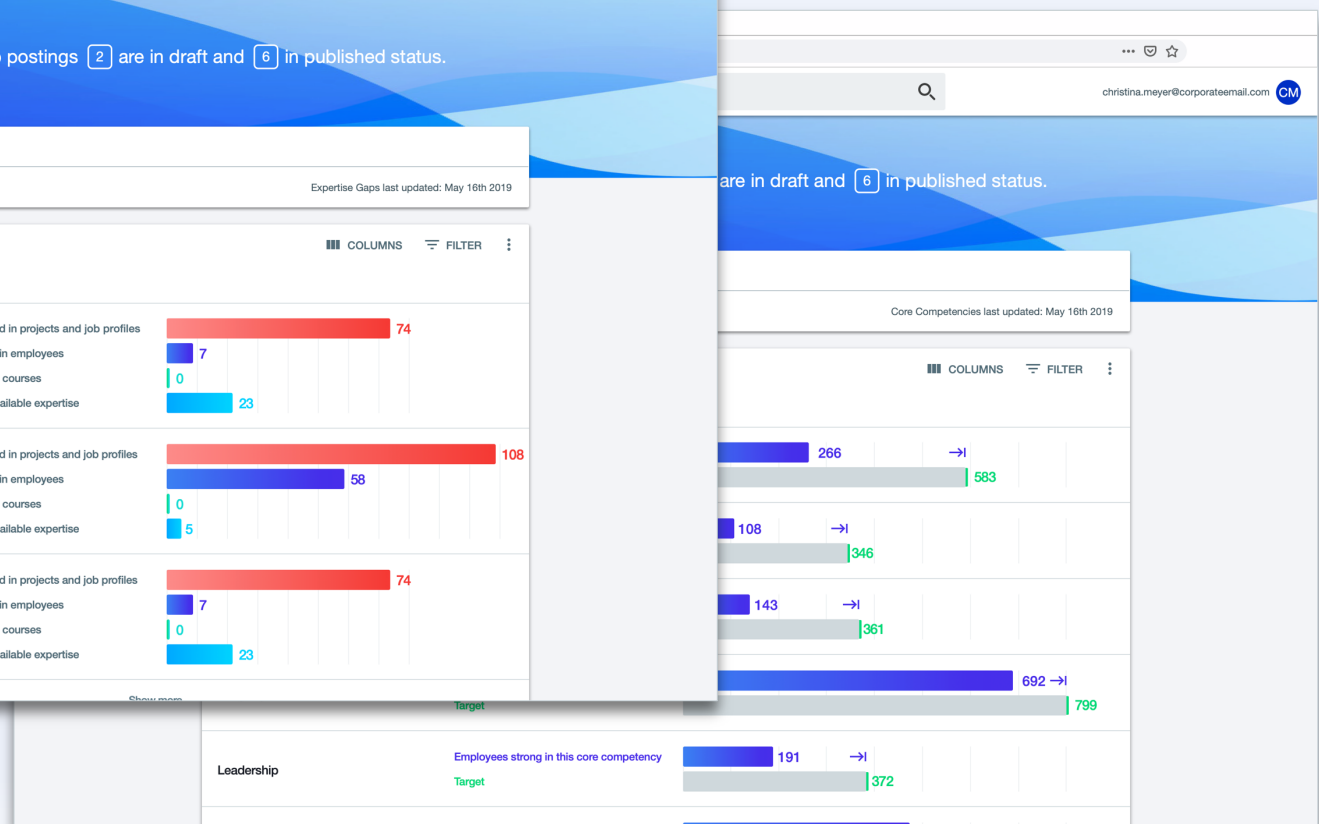 postings 2 are in draft and 6 in published status.
Expertise Gaps last updated: May 16th 2019
COLUMNS FILTER
in projects and job profiles 74
in employees 7
courses 0
expertise 23
in projects and job profiles 108
in employees 58
courses 0
expertise 5
in projects and job profiles 74
in employees 7
courses 0
expertise 23
Show more
christina.meyer@corporateemail.com CM
are in draft and 6 in published status.
Core Competencies last updated: May 16th 2019
COLUMNS FILTER
266
583
108
346
143
361
692
Target 799
Leadership
Employees strong in this core competency 191
Target 372